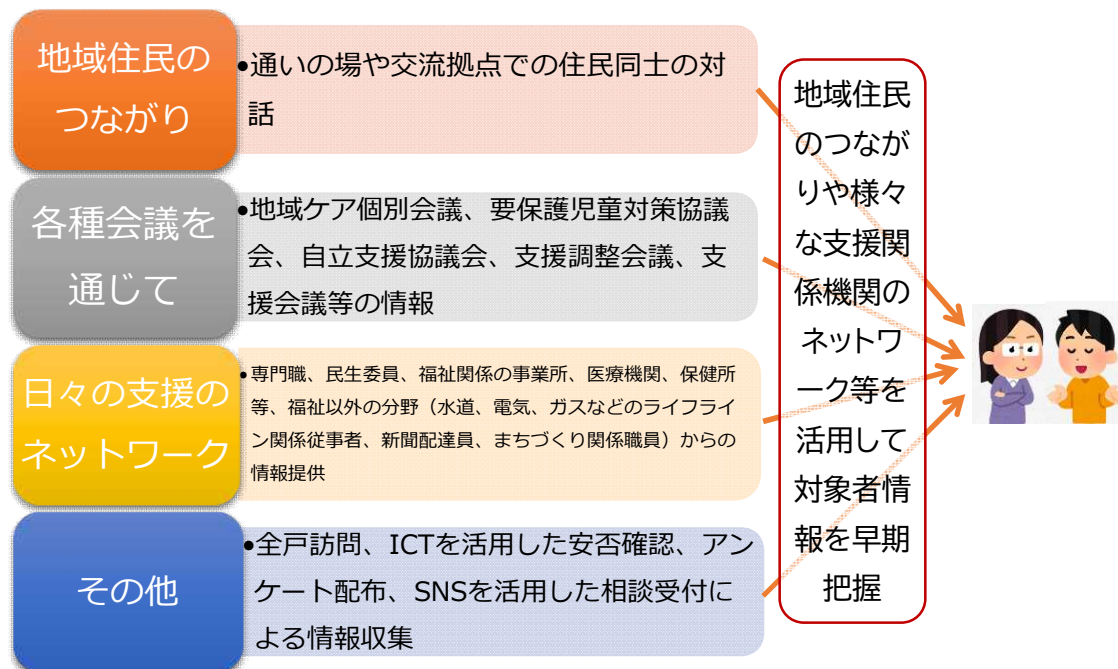 地域住民の
つながり
•通いの場や交流拠点での住民同士の対
話
各種会議を
通じて
•地域ケア個別会議、要保護児童対策協議
会、自立支援協議会、支援調整会議、支
援会議等の情報
日々の支援の
ネットワーク
•専門職、民生委員、福祉関係の事業所、医療機関、保健所
等、福祉以外の分野（水道、電気、ガスなどのライフライ
ン関係従事者、新聞配達員、まちづくり関係職員）からの
情報提供
その他
•全戸訪問、ICTを活用した安否確認、アン
ケート配布、SNSを活用した相談受付に
よる情報収集
地域住民
のつなが
りや様々
な支援関
係機関の
ネットワ
ーク等を
活用して
対象者情
報を早期
把握